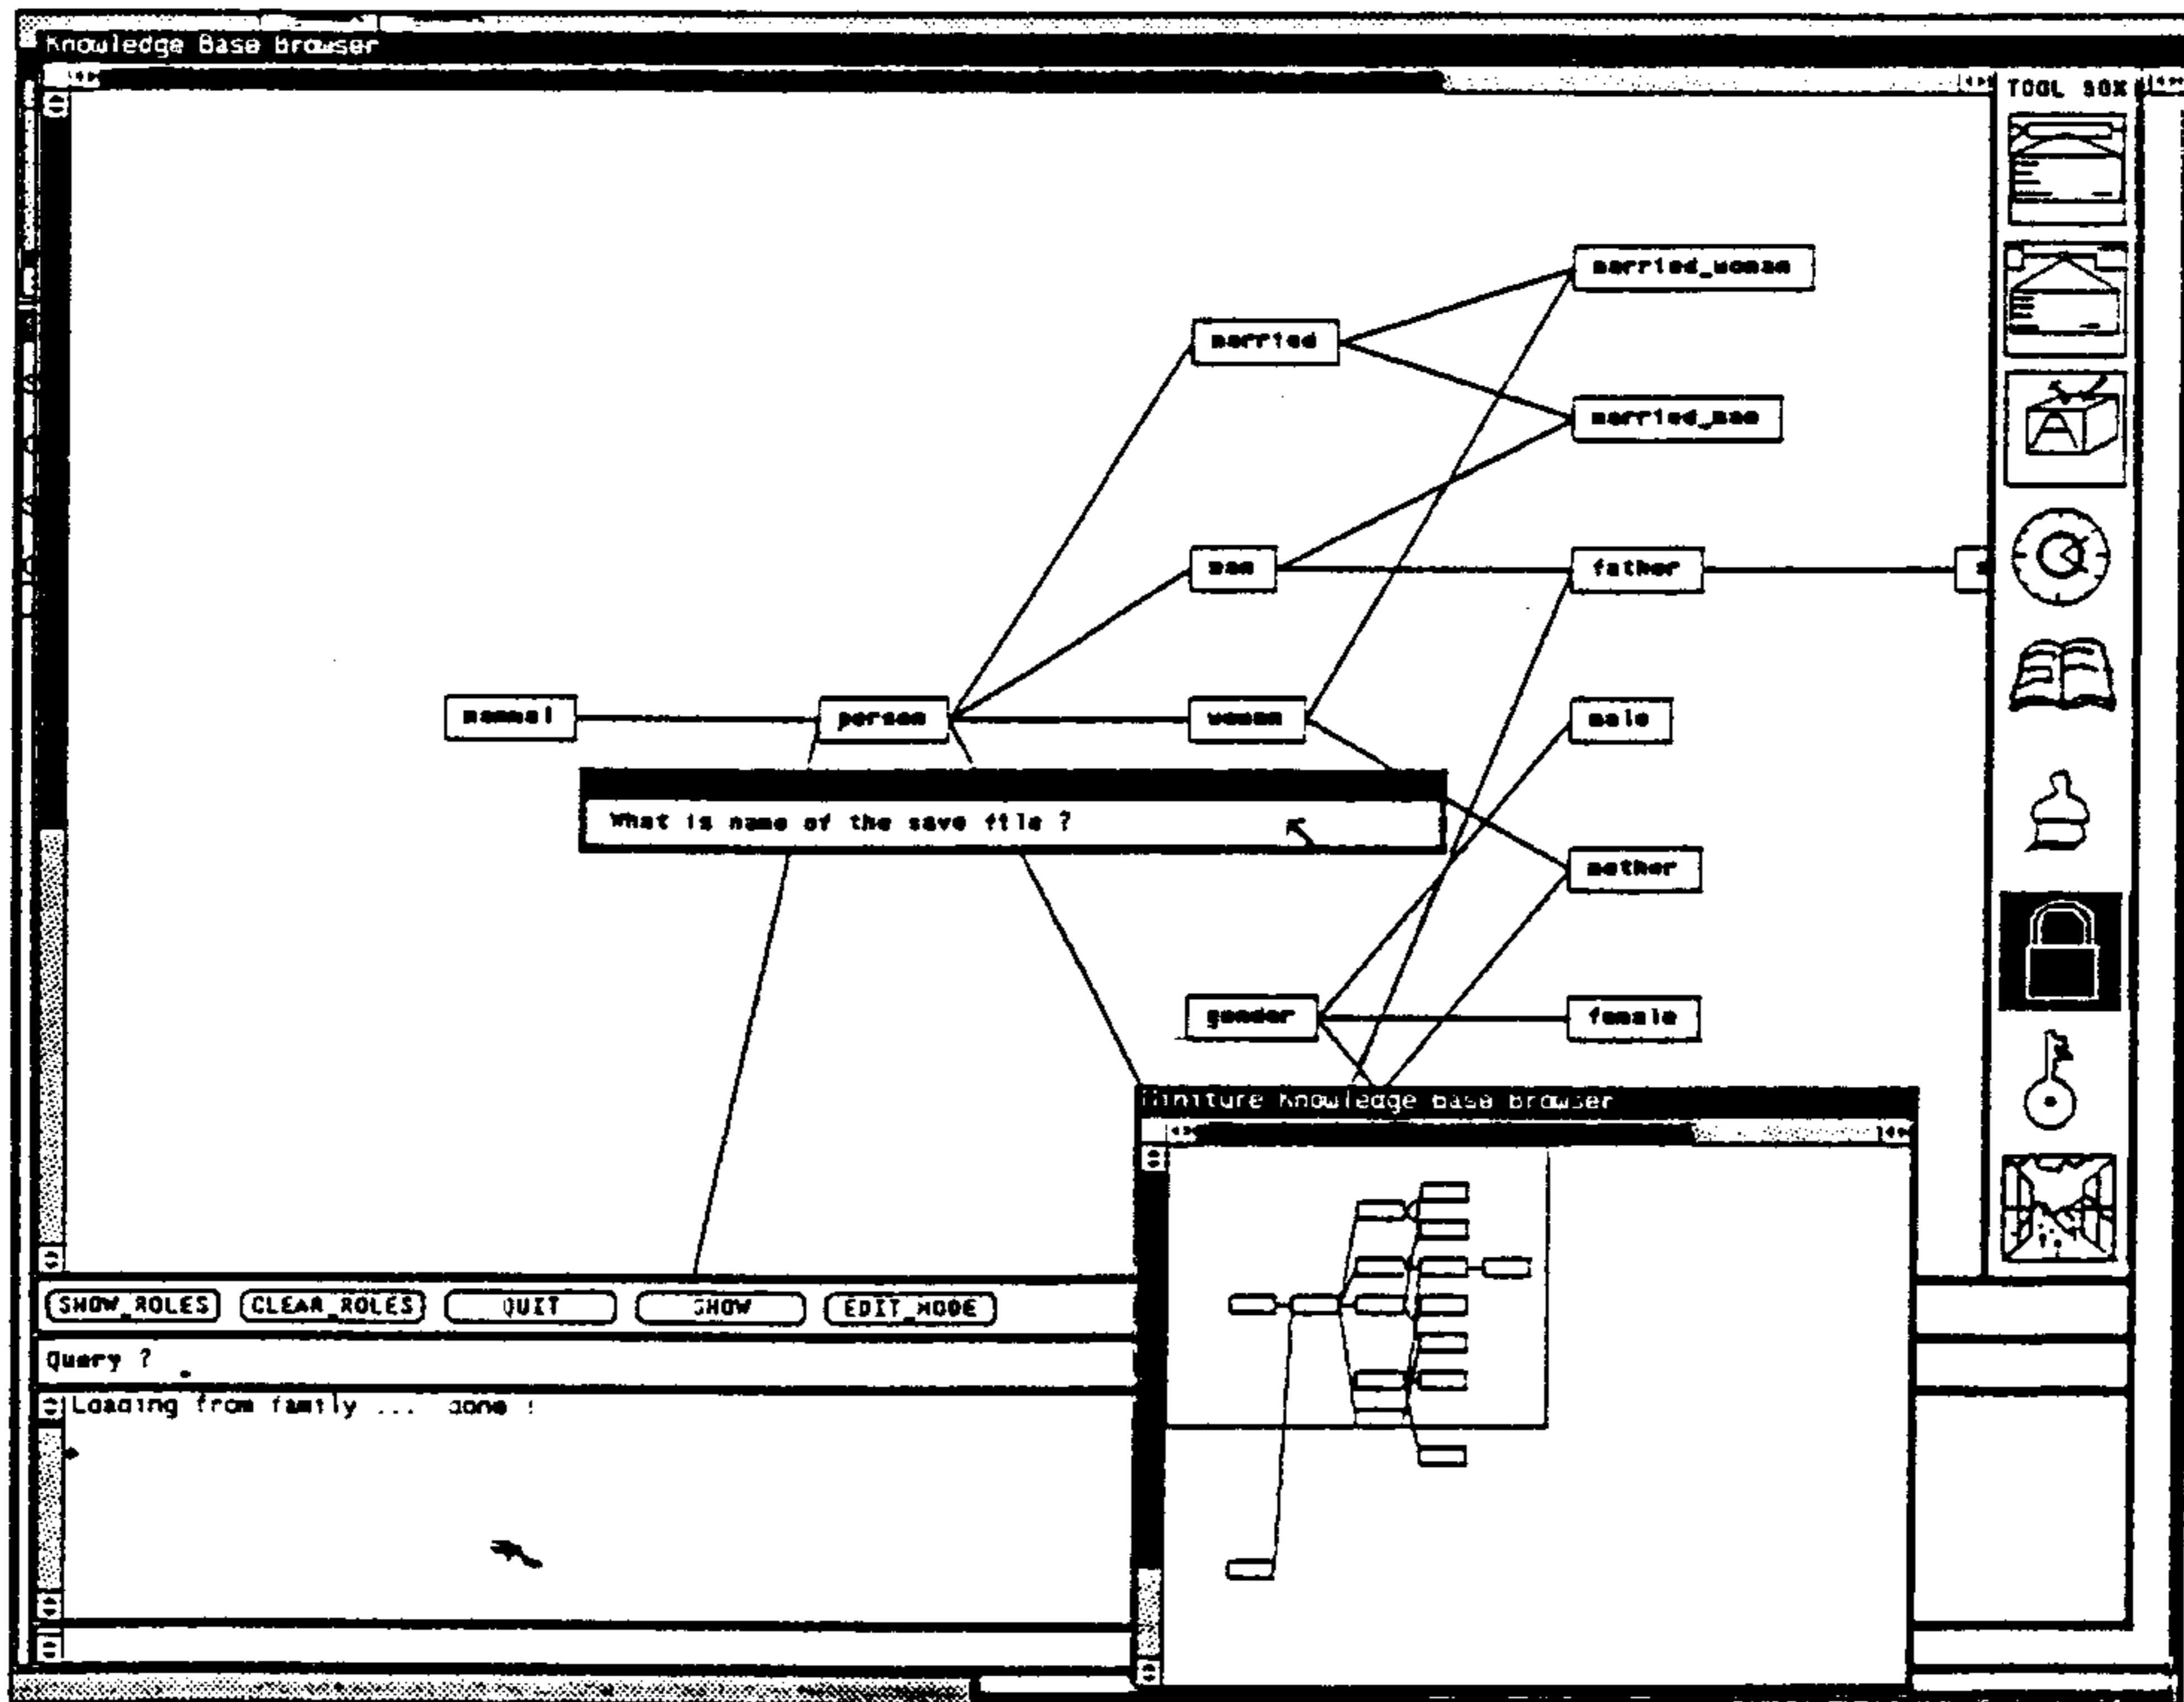 Knowledge Base Browser
TOOL BOX
married_woman
married
married_man
man
father
mammal
person
woman
male
What is name of the save file ?
mother
gender
female
Miniture Knowledge Base Browser
SHOW_ROLES
CLEAR_ROLES
QUIT
SHOW
EDIT_MODE
Query ?
Loading from family ... done !
A